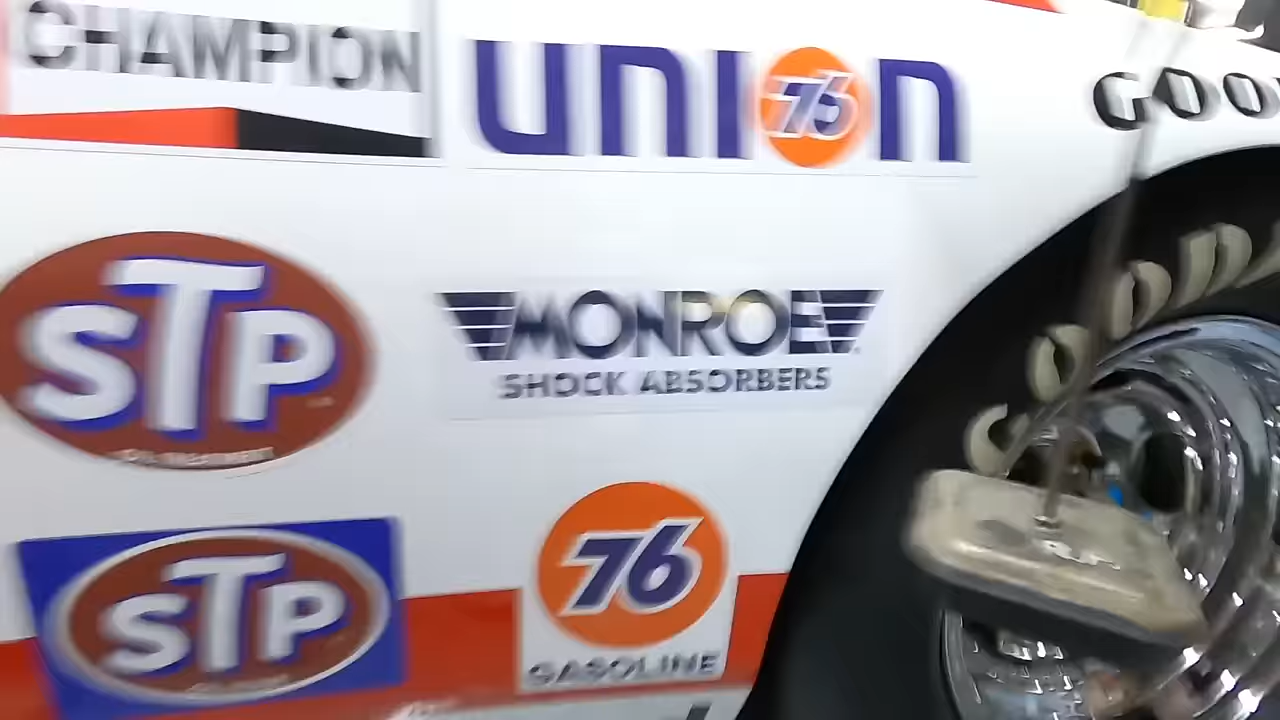 CHAMPION
UNION
76
GOO
STP
MONROE
SHOCK ABSORBERS
STP
76
GASOLINE